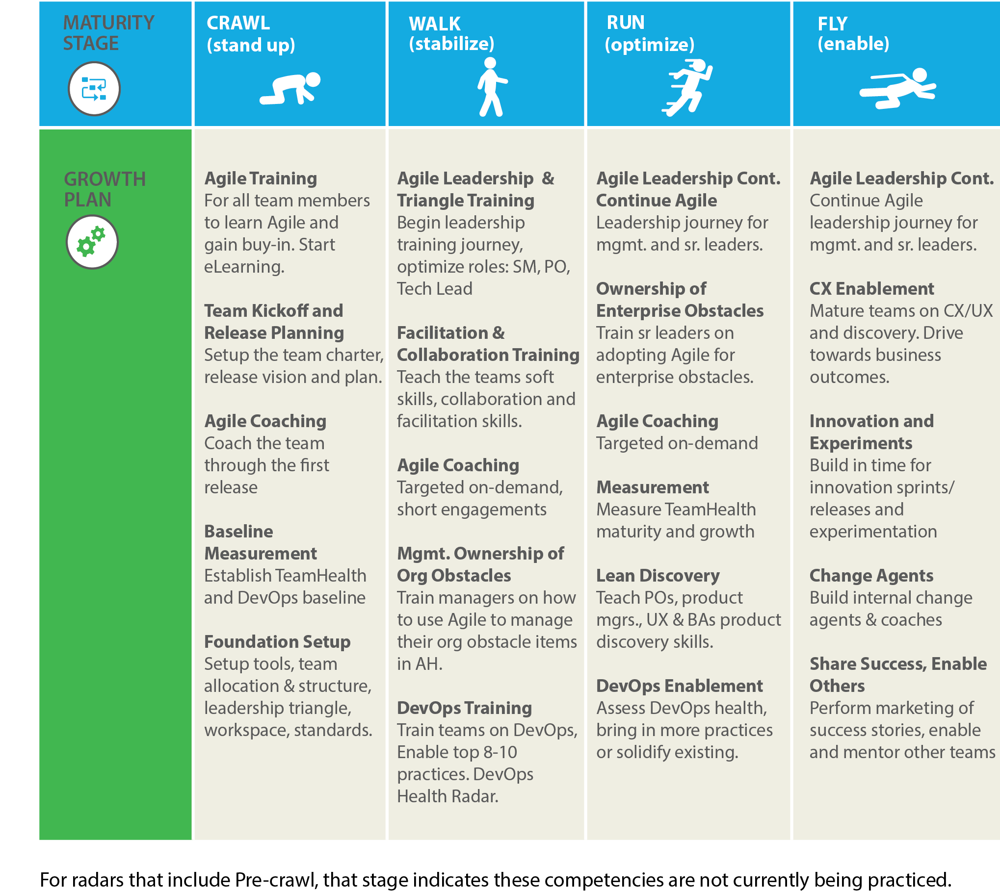 MATURITY
STAGE
CRAWL
(stand up)
WALK
(stabilize)
RUN
(optimize)
FLY
(enable)
GROWTH
PLAN
Agile Training
For all team members
to learn Agile and
gain buy-in. Start
eLearning.
Team Kickoff and
Release Planning
Setup the team charter,
release vision and plan.
Agile Coaching
Coach the team
through the first
release
Baseline
Measurement
Establish TeamHealth
and DevOps baseline
Foundation Setup
Setup tools, team
allocation & structure,
leadership triangle,
workspace, standards.
Agile Leadership &
Triangle Training
Begin leadership
training journey,
optimize roles: SM, PO,
Tech Lead
Facilitation &
Collaboration Training
Teach the teams soft
skills, collaboration and
facilitation skills.
Agile Coaching
Targeted on-demand,
short engagements
Mgmt. Ownership of
Org Obstacles
Train managers on how
to use Agile to manage
their org obstacle items
in AH.
DevOps Training
Train teams on DevOps,
Enable top 8-10
practices. DevOps
Health Radar.
Agile Leadership Cont.
Continue Agile
Leadership journey for
mgmt. and sr. leaders.
Ownership of
Enterprise Obstacles
Train sr leaders on
adopting Agile for
enterprise obstacles.
Agile Coaching
Targeted on-demand
Measurement
Measure TeamHealth
maturity and growth
Lean Discovery
Teach POs, product
mgrs., UX & BAs product
discovery skills.
DevOps Enablement
Assess DevOps health,
bring in more practices
or solidify existing.
Agile Leadership Cont.
Continue Agile
leadership journey for
mgmt. and sr. leaders.
CX Enablement
Mature teams on CX/UX
and discovery. Drive
towards business
outcomes.
Innovation and
Experiments
Build in time for
innovation sprints/
releases and
experimentation
Change Agents
Build internal change
agents & coaches
Share Success, Enable
Others
Perform marketing of
success stories, enable
and mentor other teams
For radars that include Pre-crawl, that stage indicates these competencies are not currently being practiced.